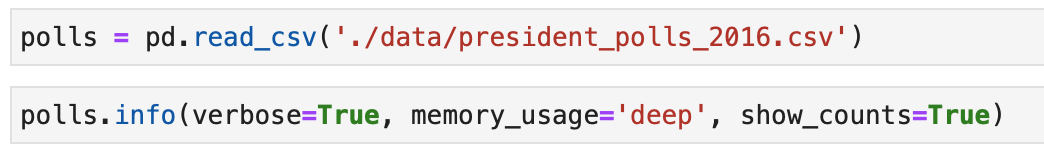 polls = pd.read_csv('./data/president_polls_2016.csv')
polls.info(verbose=True, memory_usage='deep', show_counts=True)